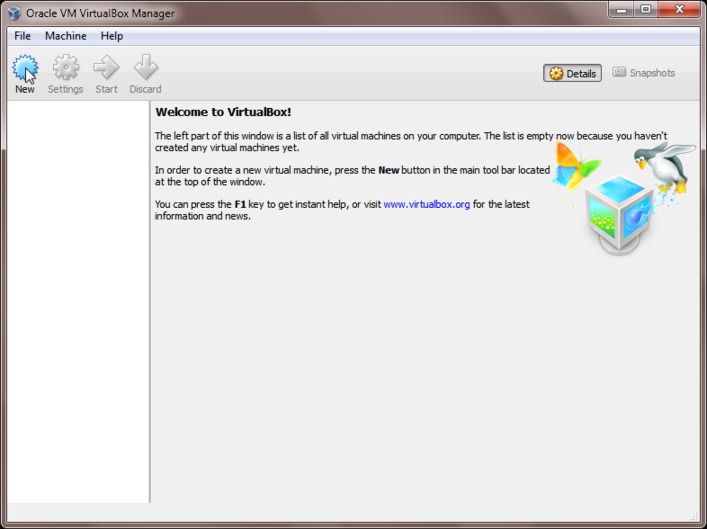 Oracle VM VirtualBox Manager
File Machine Help
New Settings Start Discard Details Snapshots
Welcome to VirtualBox!
The left part of this window is a list of all virtual machines on your computer. The list is empty now because you haven't
created any virtual machines yet.
In order to create a new virtual machine, press the New button in the main tool bar located
at the top of the window.
You can press the F1 key to get instant help, or visit www.virtualbox.org for the latest
information and news.